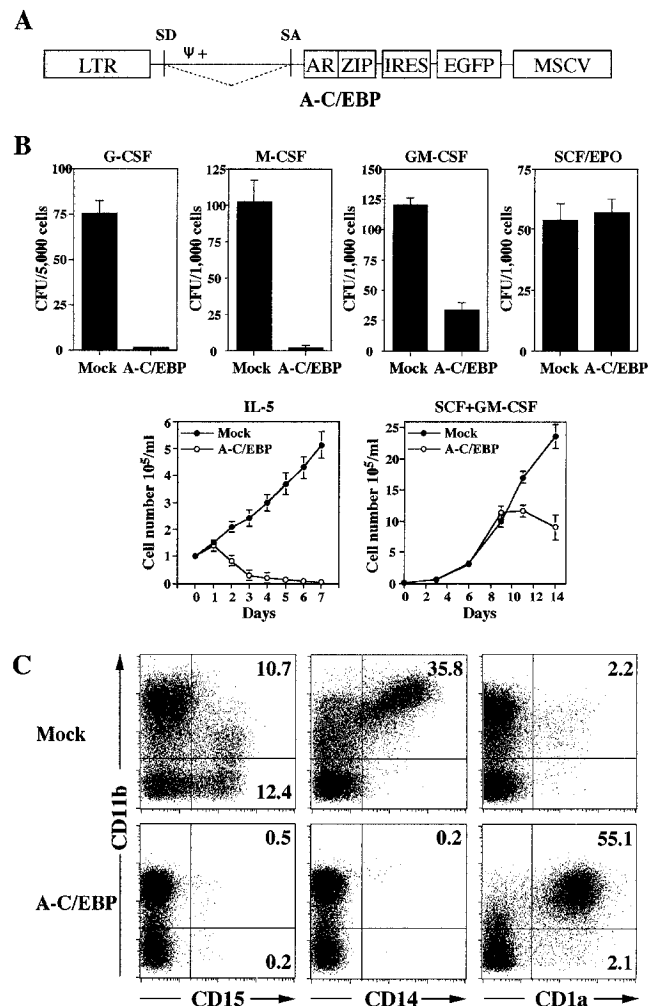 A
SD Ψ + SA
LTR AR ZIP IRES EGFP MSCV
A-C/EBP
B
G-CSF M-CSF GM-CSF SCF/EPO
CFU/5,000 cells
100
75
50
25
0
Mock A-C/EBP
CFU/1,000 cells
125
100
75
50
25
0
Mock A-C/EBP
CFU/1,000 cells
150
125
100
75
50
25
0
Mock A-C/EBP
CFU/1,000 cells
75
50
25
0
Mock A-C/EBP
IL-5
Cell number 10⁵/ml
6
5
4
3
2
1
0
Mock
A-C/EBP
0 1 2 3 4 5 6 7
Days
SCF+GM-CSF
Cell number 10⁵/ml
25
20
15
10
5
0
Mock
A-C/EBP
0 2 4 6 8 10 12 14
Days
C
CD11b
Mock
10.7 35.8 2.2
12.4
A-C/EBP
0.5 0.2 55.1
0.2 2.1
CD15 CD14 CD1a